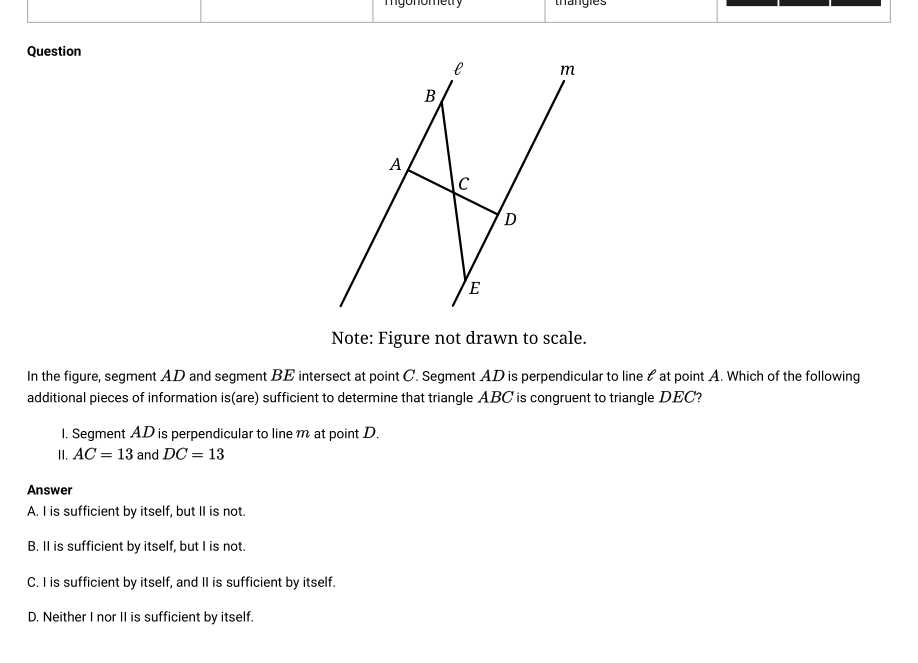 Trigonometry
triangles
Question
ℓ
m
B
A
C
D
E
Note: Figure not drawn to scale.
In the figure, segment AD and segment BE intersect at point C. Segment AD is perpendicular to line ℓ at point A. Which of the following
additional pieces of information is(are) sufficient to determine that triangle ABC is congruent to triangle DEC?
I. Segment AD is perpendicular to line m at point D.
II. AC = 13 and DC = 13
Answer
A. I is sufficient by itself, but II is not.
B. II is sufficient by itself, but I is not.
C. I is sufficient by itself, and II is sufficient by itself.
D. Neither I nor II is sufficient by itself.